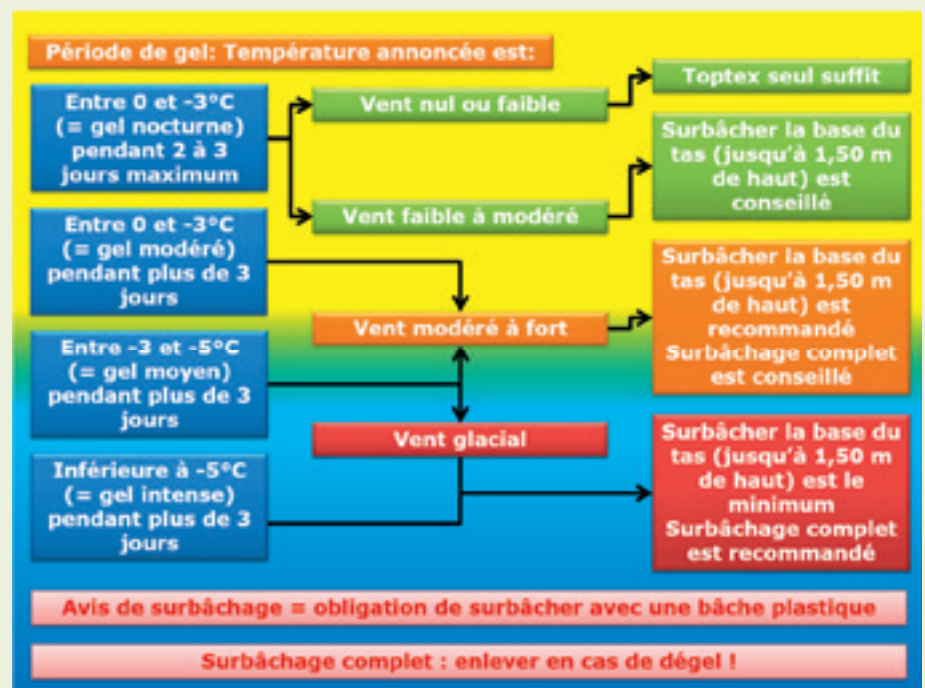 Période de gel: Température annoncée est:
Entre 0 et -3°C
(= gel nocturne)
pendant 2 à 3
jours maximum
Vent nul ou faible
Toptex seul suffit
Vent faible à modéré
Surbâcher la base du
tas (jusqu'à 1,50 m
de haut) est
conseillé
Entre 0 et -3°C
(= gel modéré)
pendant plus de 3
jours
Vent modéré à fort
Surbâcher la base du
tas (jusqu'à 1,50 m
de haut) est
recommandé
Surbâchage complet
est conseillé
Entre -3 et -5°C
(= gel moyen)
pendant plus de 3
jours
Vent glacial
Surbâcher la base du
tas (jusqu'à 1,50 m
de haut) est le
minimum
Surbâchage complet
est recommandé
Inférieure à -5°C
(= gel intense)
pendant plus de 3
jours
Avis de surbâchage = obligation de surbâcher avec une bâche plastique
Surbâchage complet : enlever en cas de dégel !